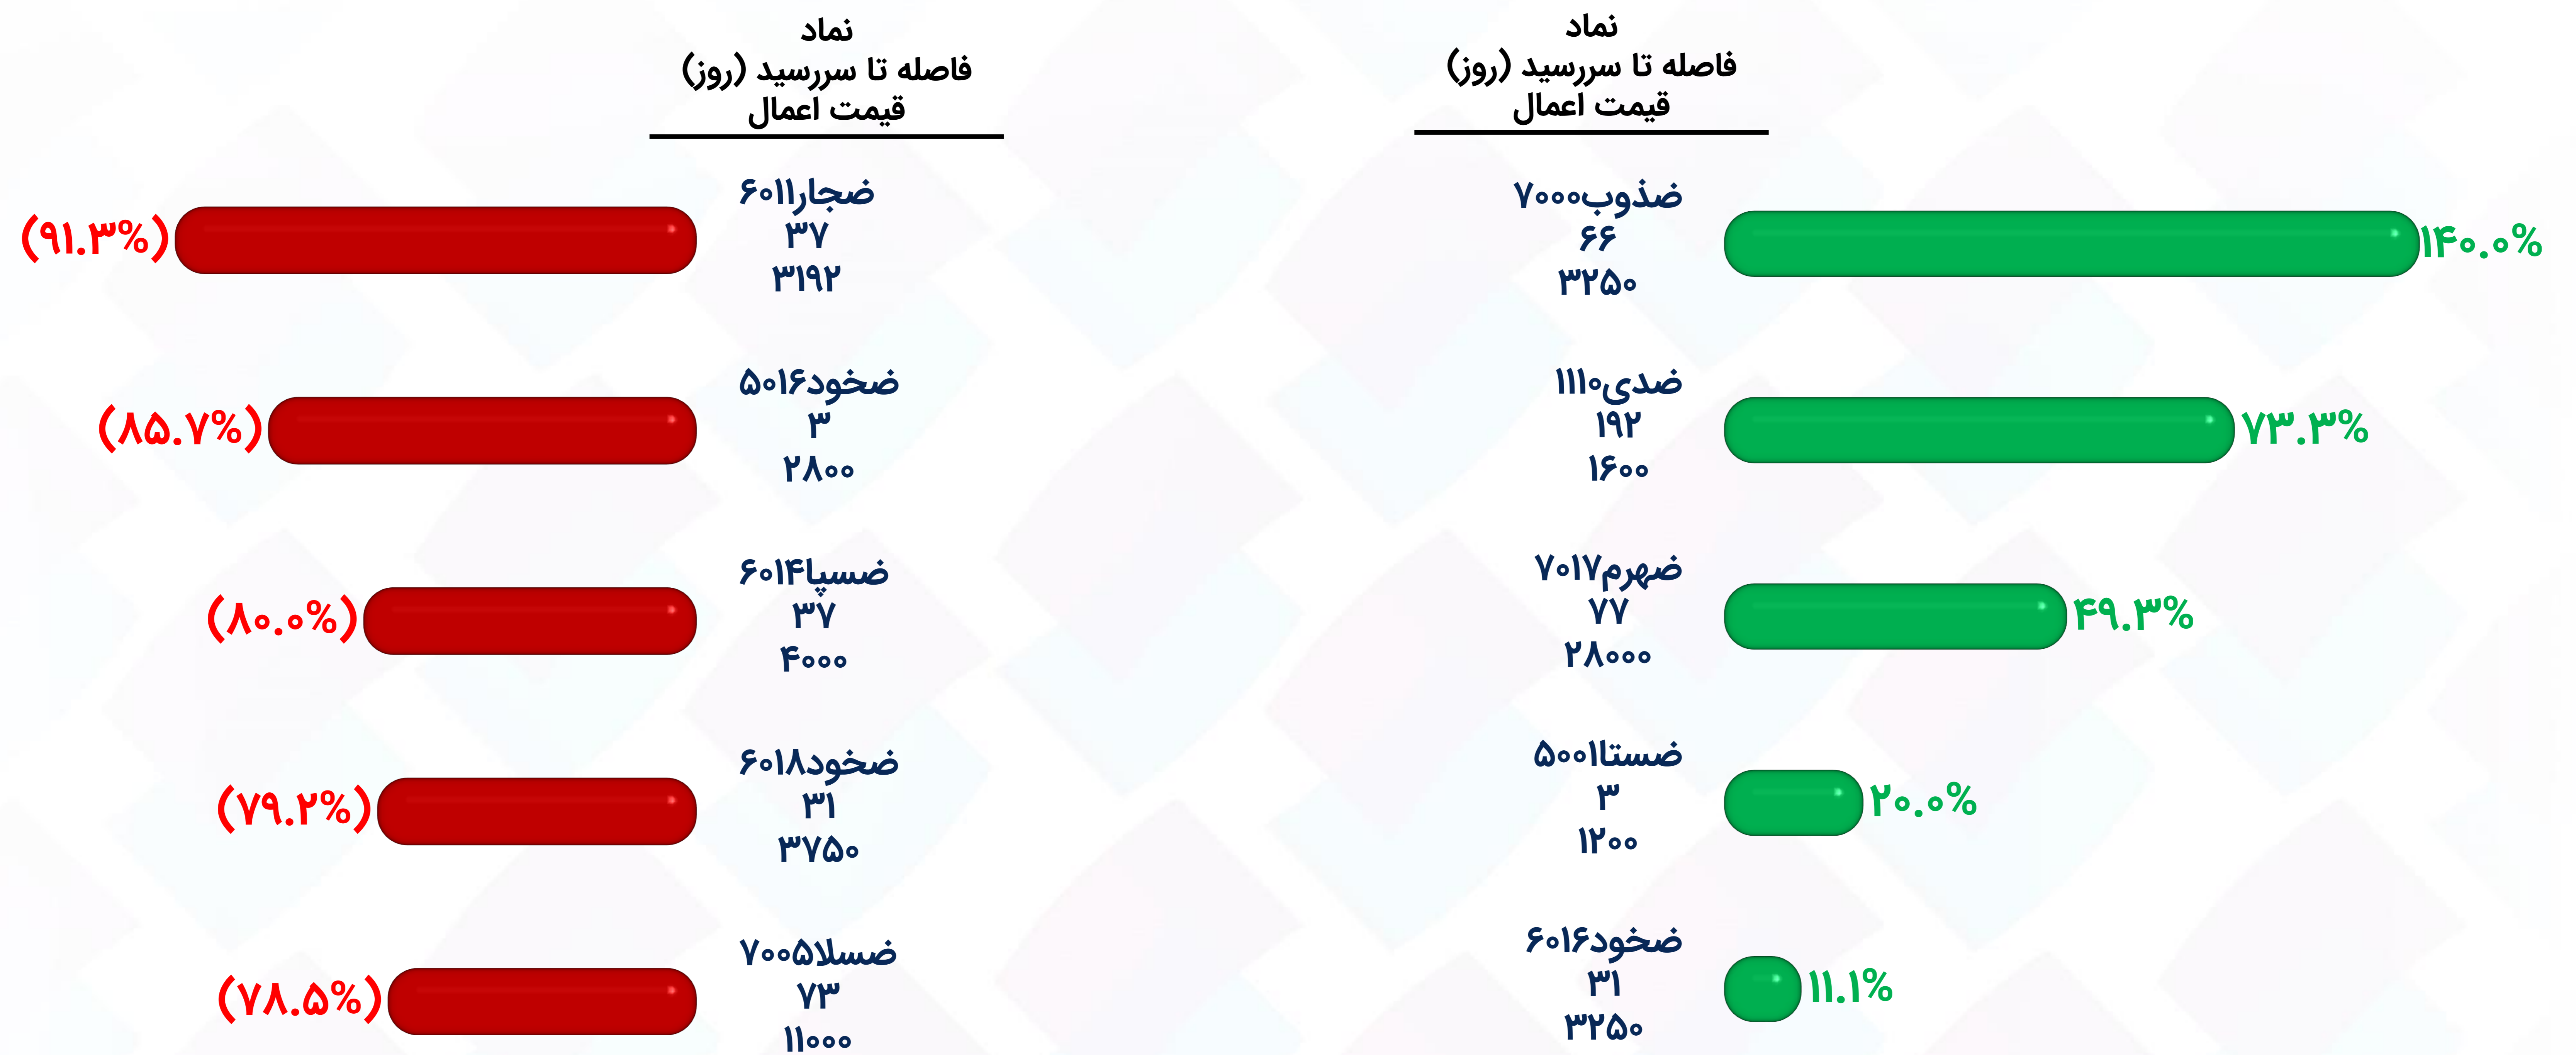 نماد
فاصله تا سررسید (روز)
قیمت اعمال
ضذوب۷۰۰۰
۶۶
۳۲۵۰
۱۴۰.۰%
ضدی۱۱۱۰
۱۹۲
۱۶۰۰
۷۳.۳%
ضهرم۷۰۱۷
۷۷
۲۸۰۰۰
۴۹.۳%
ضستا۵۰۰۱
۳
۱۲۰۰
۲۰.۰%
ضخود۶۰۱۶
۳۱
۳۲۵۰
۱۱.۱%
نماد
فاصله تا سررسید (روز)
قیمت اعمال
ضجار۶۰۱۱
۳۷
۳۱۹۲
(۹۱.۳%)
ضخود۵۰۱۶
۳
۲۸۰۰
(۸۵.۷%)
ضسپا۶۰۱۴
۳۷
۴۰۰۰
(۸۰.۰%)
ضخود۶۰۱۸
۳۱
۳۷۵۰
(۷۹.۲%)
ضسلا۷۰۰۵
۷۳
۱۱۰۰۰
(۷۸.۵%)